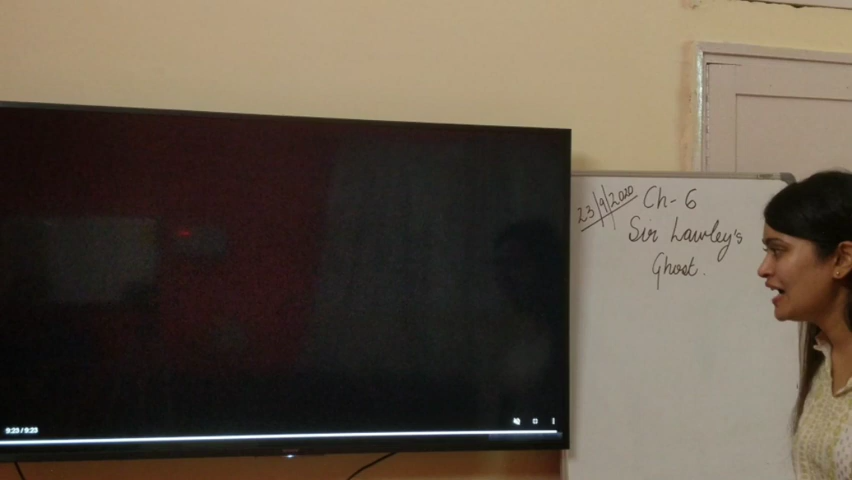 23/9/2020
Ch- 6
Sir Lawley's
Ghost.
9:23 / 9:23